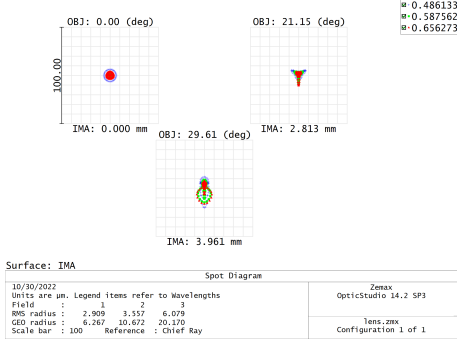 0.486133
0.587562
0.656273
OBJ: 0.00 (deg)
OBJ: 21.15 (deg)
100.00
IMA: 0.000 mm
IMA: 2.813 mm
OBJ: 29.61 (deg)
IMA: 3.961 mm
Surface: IMA
Spot Diagram
10/30/2022
Units are µm. Legend items refer to Wavelengths
Field : 1 2 3
RMS radius : 2.909 3.557 6.079
GEO radius : 6.267 10.672 20.170
Scale bar : 100 Reference : Chief Ray
Zemax
OpticStudio 14.2 SP3
lens.zmx
Configuration 1 of 1